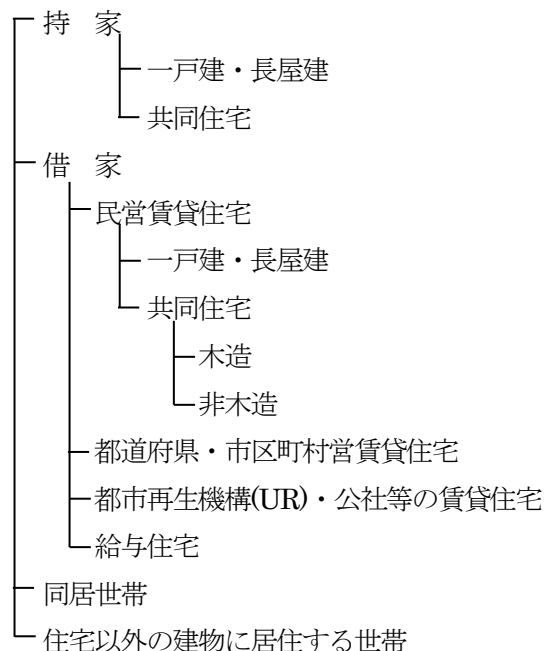 持　家
一戸建・長屋建
共同住宅
借　家
民営賃貸住宅
一戸建・長屋建
共同住宅
木造
非木造
都道府県・市区町村営賃貸住宅
都市再生機構(UR)・公社等の賃貸住宅
給与住宅
同居世帯
住宅以外の建物に居住する世帯